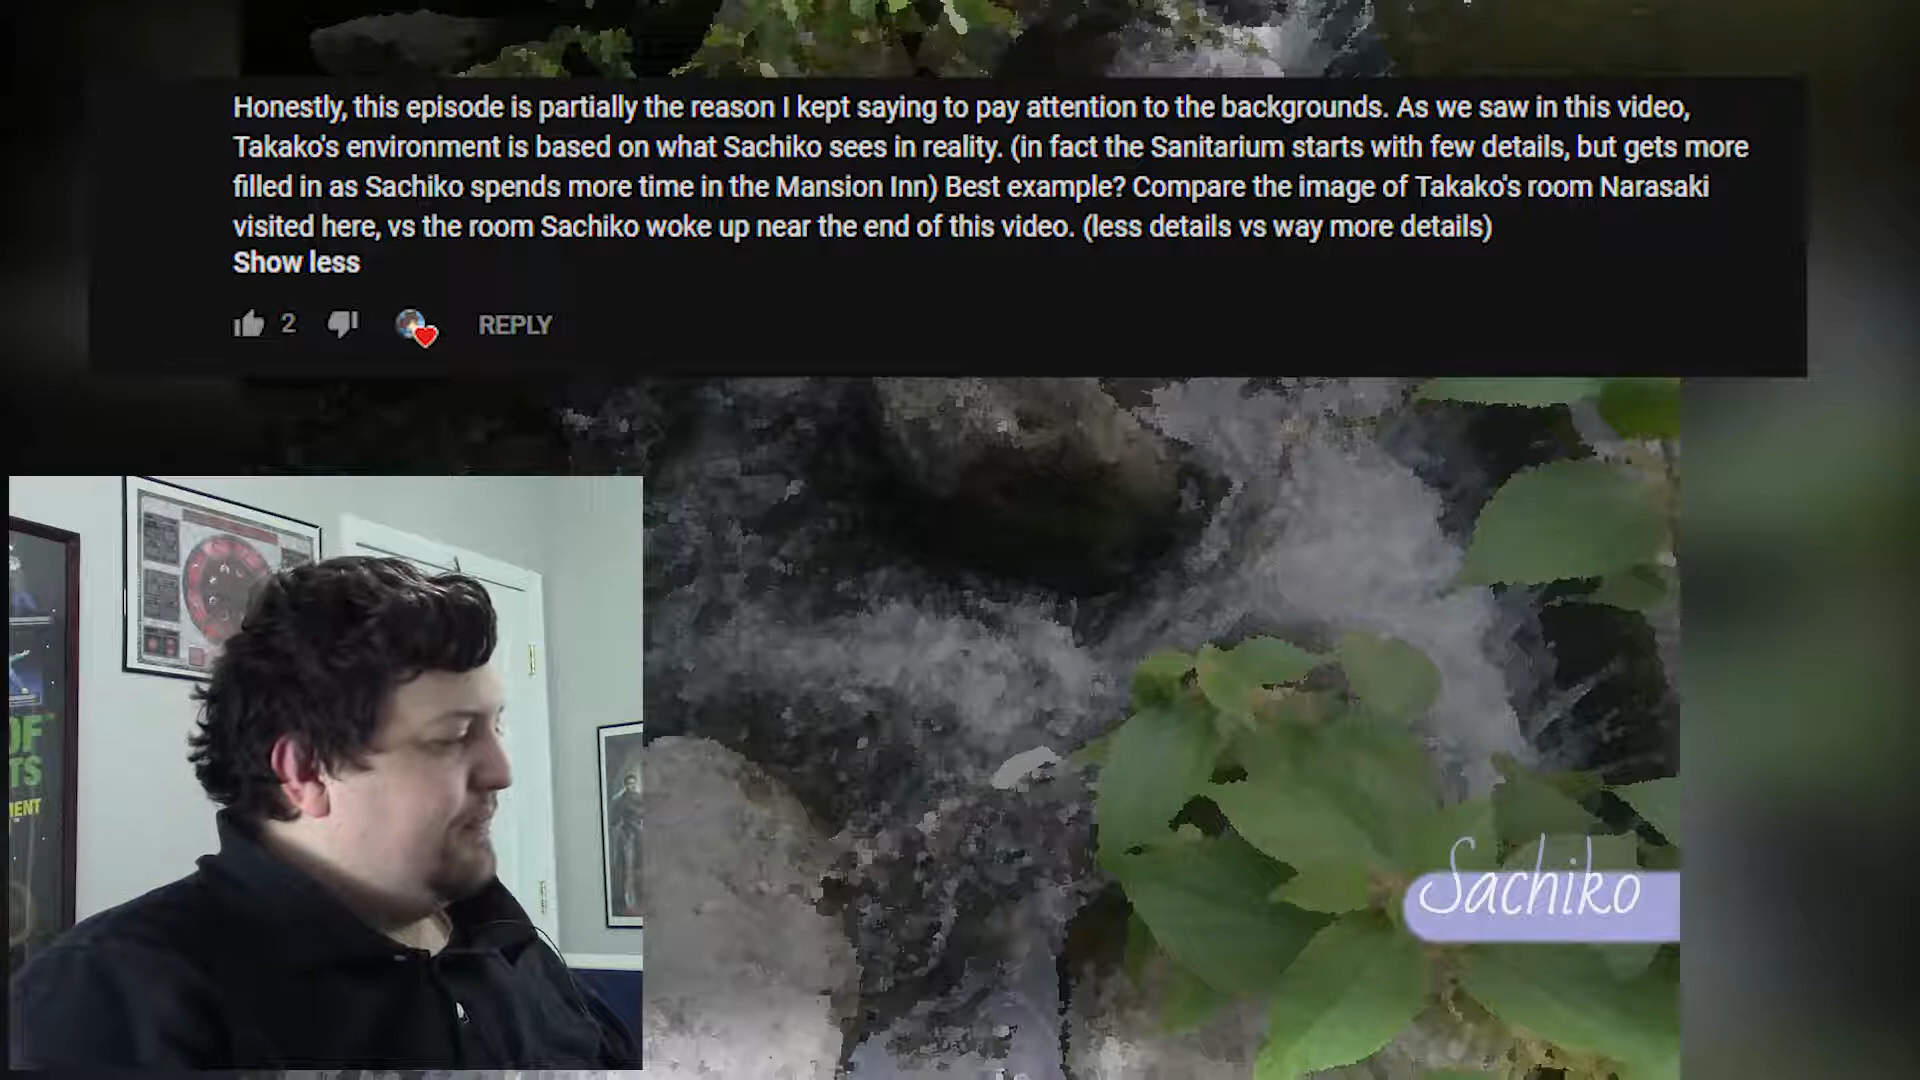 Honestly, this episode is partially the reason I kept saying to pay attention to the backgrounds. As we saw in this video,
Takako's environment is based on what Sachiko sees in reality. (in fact the Sanitarium starts with few details, but gets more
filled in as Sachiko spends more time in the Mansion Inn) Best example? Compare the image of Takako's room Narasaki
visited here, vs the room Sachiko woke up near the end of this video. (less details vs way more details)
Show less
2 REPLY
OF
Sachiko